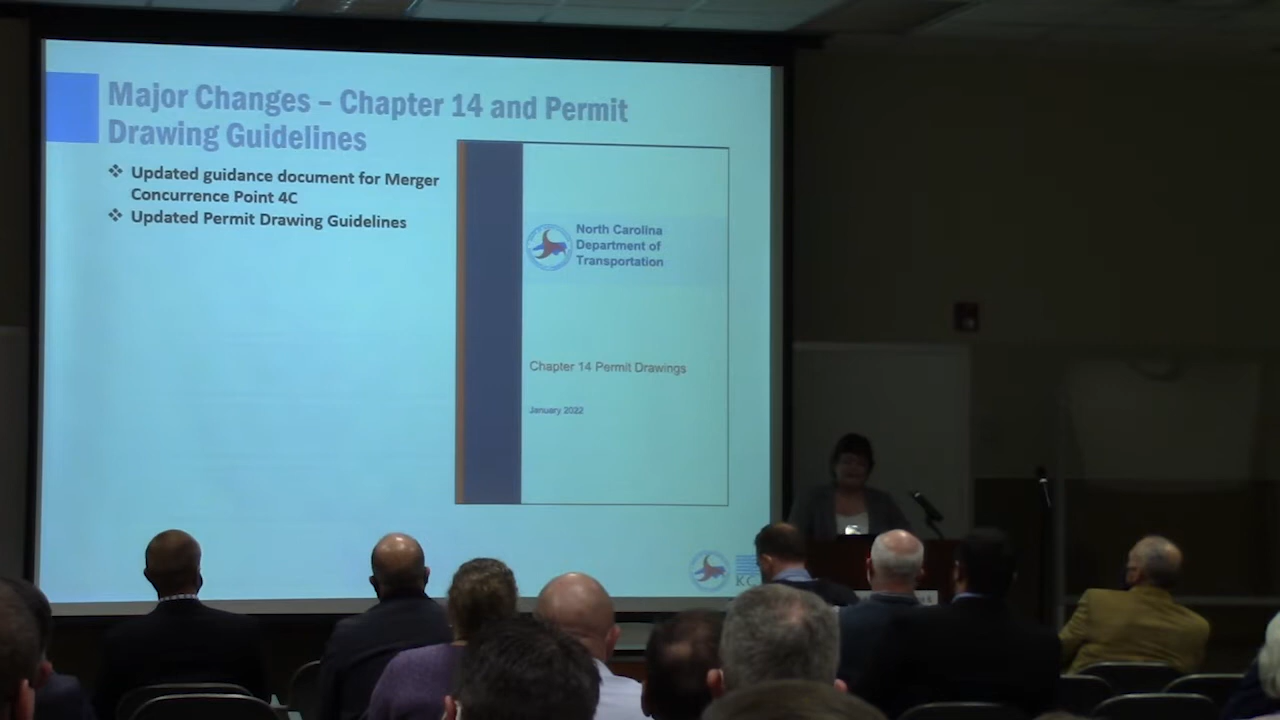 Major Changes – Chapter 14 and Permit
Drawing Guidelines
❖ Updated guidance document for Merger
Concurrence Point 4C
❖ Updated Permit Drawing Guidelines
North Carolina
Department of
Transportation
Chapter 14 Permit Drawings
January 2022